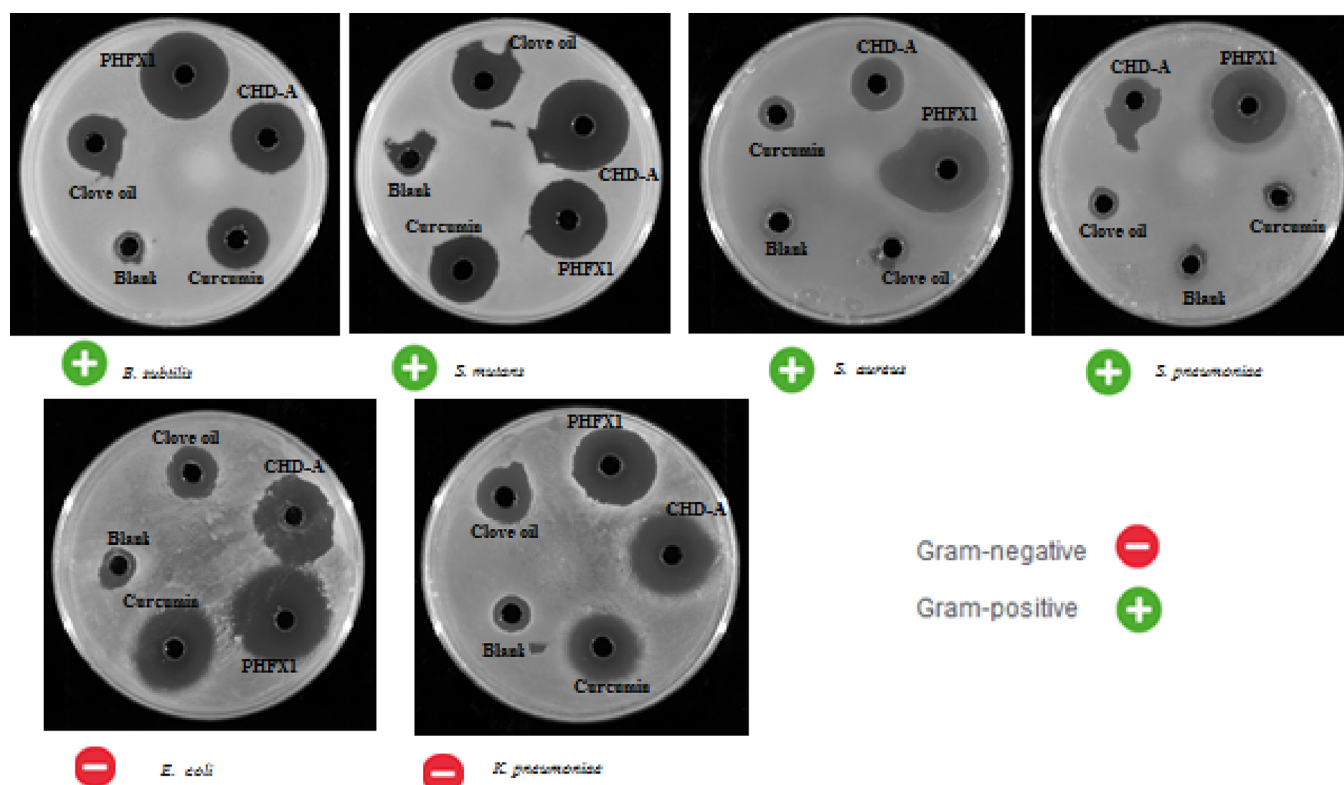 PHFX1
CHD-A
Clove oil
Blank
Curcumin
Clove oil
Blank
CHD-A
Curcumin
PHFX1
CHD-A
Curcumin
PHFX1
Blank
Clove oil
CHD-A
PHFX1
Clove oil
Curcumin
Blank
B. subtilis
S. mutans
S. aureus
S. pneumoniae
Clove oil
CHD-A
Blank
Curcumin
PHFX1
PHFX1
Clove oil
CHD-A
Blank
Curcumin
Gram-negative
Gram-positive
E. coli
K. pneumoniae